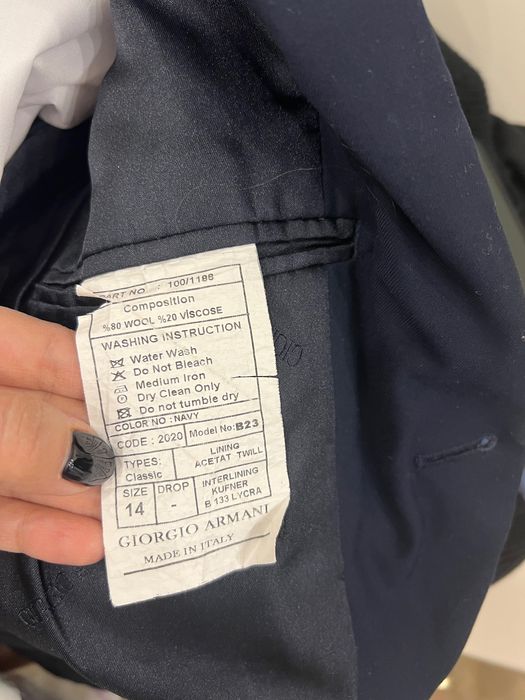 PART NO : 100/1186
Composition
%80 WOOL %20 VİSCOSE
WASHING INSTRUCTION
Water Wash
Do Not Bleach
Medium Iron
Dry Clean Only
Do not tumble dry
COLOR NO : NAVY
CODE : 2020 Model No: B23
TYPES: Classic
LINING ACETAT TWILL
SIZE 14
DROP -
INTERLINING KUFNER B 133 LYCRA
GIORGIO ARMANI
MADE IN ITALY